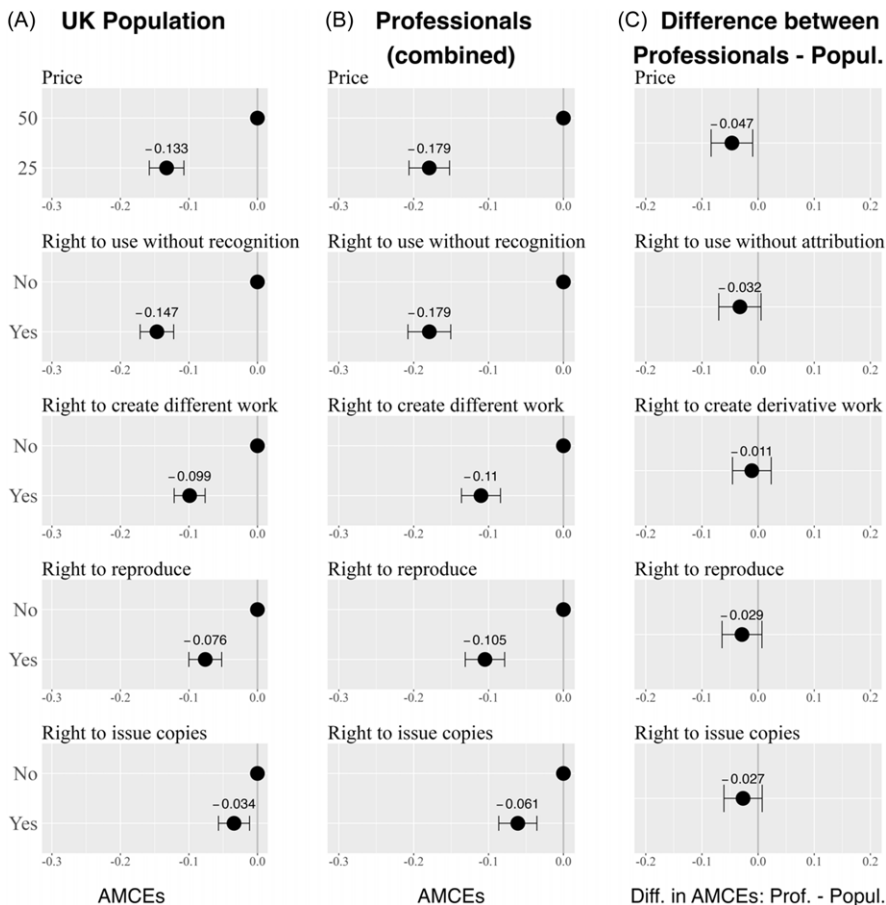 (A) UK Population
Price
50
-0.133
25
-0.3 -0.2 -0.1 0.0
Right to use without recognition
No
-0.147
Yes
-0.3 -0.2 -0.1 0.0
Right to create different work
No
-0.099
Yes
-0.3 -0.2 -0.1 0.0
Right to reproduce
No
-0.076
Yes
-0.3 -0.2 -0.1 0.0
Right to issue copies
No
-0.034
Yes
-0.3 -0.2 -0.1 0.0
AMCEs
(B) Professionals
(combined)
Price
-0.179
-0.3 -0.2 -0.1 0.0
Right to use without recognition
-0.179
-0.3 -0.2 -0.1 0.0
Right to create different work
-0.11
-0.3 -0.2 -0.1 0.0
Right to reproduce
-0.105
-0.3 -0.2 -0.1 0.0
Right to issue copies
-0.061
-0.3 -0.2 -0.1 0.0
AMCEs
(C) Difference between
Professionals - Popul.
Price
-0.047
-0.2 -0.1 0.0 0.1 0.2
Right to use without attribution
-0.032
-0.2 -0.1 0.0 0.1 0.2
Right to create derivative work
-0.011
-0.2 -0.1 0.0 0.1 0.2
Right to reproduce
-0.029
-0.2 -0.1 0.0 0.1 0.2
Right to issue copies
-0.027
-0.2 -0.1 0.0 0.1 0.2
Diff. in AMCEs: Prof. - Popul.